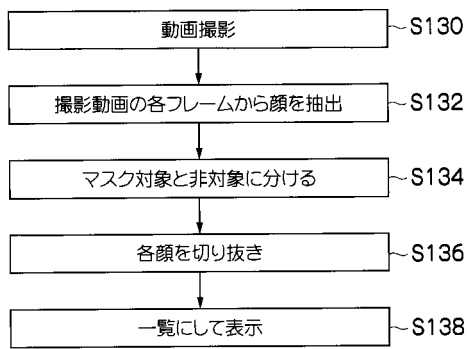 動画撮影 S130
撮影動画の各フレームから顔を抽出 S132
マスク対象と非対象に分ける S134
各顔を切り抜き S136
一覧にして表示 S138